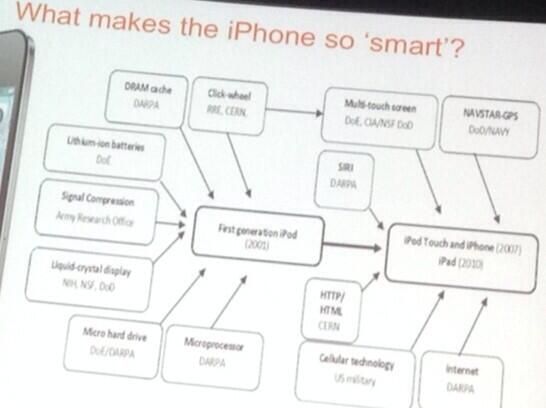 What makes the iPhone so 'smart'?
DRAM cache
DARPA
Click-wheel
RRE, CERN,
Multi-touch screen
DoE, CIA/NSF DoD
NAVSTAR-GPS
DoD/NAVY
Lithium-ion batteries
DoE
SIRI
DARPA
Signal Compression
Army Research Office
First generation iPod
(2001)
iPod Touch and iPhone (2007)
iPad (2010)
Liquid-crystal display
NIH, NSF, DoD
HTTP/
HTML
CERN
Micro hard drive
DoE/DARPA
Microprocessor
DARPA
Cellular technology
US military
Internet
DARPA